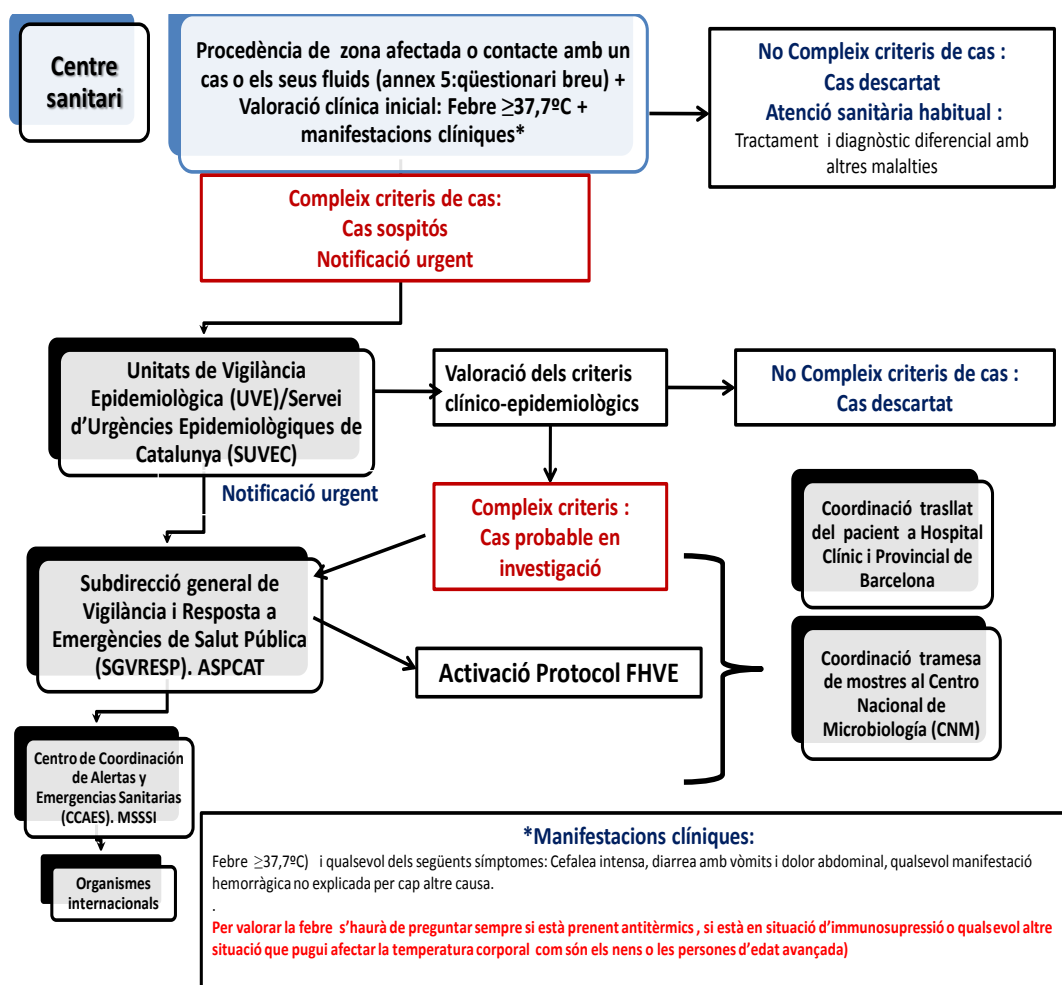 Centre
sanitari
Procedència de zona afectada o contacte amb un
cas o els seus fluids (annex 5:qüestionari breu) +
Valoració clínica inicial: Febre ≥37,7ºC +
manifestacions clíniques*
No Compleix criteris de cas :
Cas descartat
Atenció sanitària habitual :
Tractament i diagnòstic diferencial amb
altres malalties
Compleix criteris de cas:
Cas sospitós
Notificació urgent
Unitats de Vigilància
Epidemiològica (UVE)/Servei
d'Urgències Epidemiològiques de
Catalunya (SUVEC)
Valoració dels criteris
clínico-epidemiològics
No Compleix criteris de cas :
Cas descartat
Notificació urgent
Compleix criteris :
Cas probable en
investigació
Coordinació trasllat
del pacient a Hospital
Clínic i Provincial de
Barcelona
Subdirecció general de
Vigilància i Resposta a
Emergències de Salut Pública
(SGVRESP). ASPCAT
Activació Protocol FHVE
Coordinació tramesa
de mostres al Centro
Nacional de
Microbiología (CNM)
Centro de Coordinación
de Alertas y
Emergencias Sanitarias
(CCAES). MSSSI
Organismes
internacionals
*Manifestacions clíniques:
Febre ≥37,7ºC) i qualsevol dels següents símptomes: Cefalea intensa, diarrea amb vòmits i dolor abdominal, qualsevol manifestació
hemorràgica no explicada per cap altre causa.
.
Per valorar la febre s'haurà de preguntar sempre si està prenent antitèrmics , si està en situació d'immunosupressió o qualsevol altre
situació que pugui afectar la temperatura corporal com són els nens o les persones d'edat avançada)